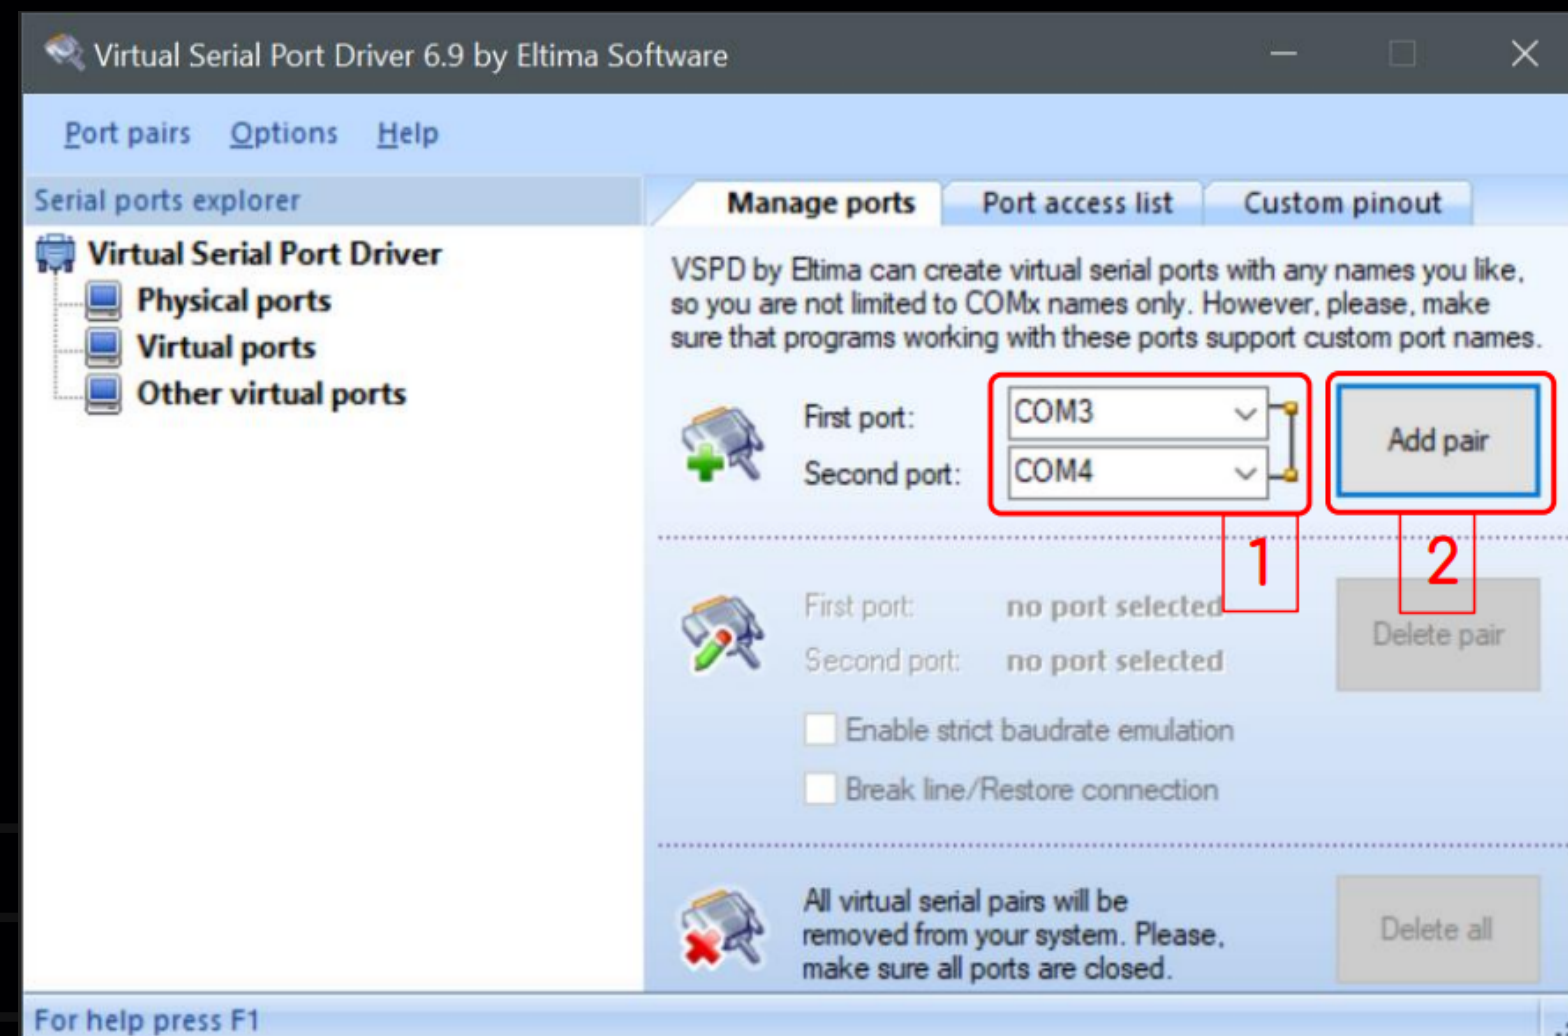 Virtual Serial Port Driver 6.9 by Eltima Software
Port pairs Options Help
Serial ports explorer
Virtual Serial Port Driver
Physical ports
Virtual ports
Other virtual ports
Manage ports Port access list Custom pinout
VSPD by Eltima can create virtual serial ports with any names you like,
so you are not limited to COMx names only. However, please, make
sure that programs working with these ports support custom port names.
First port: COM3
Second port: COM4
Add pair
1 2
First port: no port selected
Second port: no port selected
Delete pair
Enable strict baudrate emulation
Break line/Restore connection
All virtual serial pairs will be
removed from your system. Please,
make sure all ports are closed.
Delete all
For help press F1